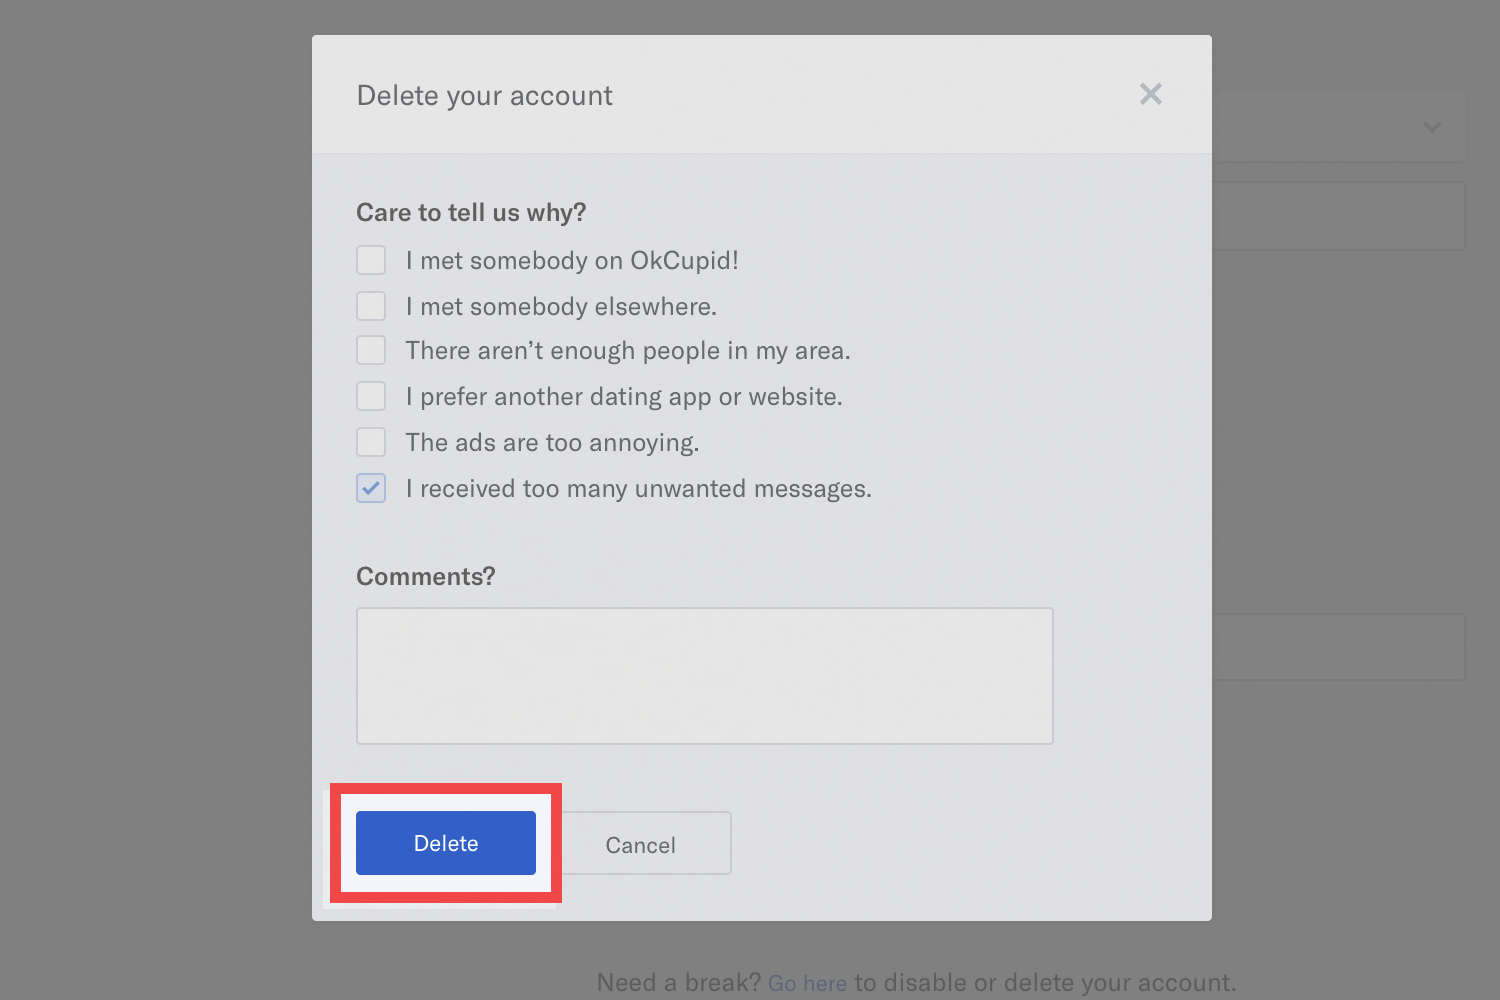 Delete your account
Care to tell us why?
I met somebody on OkCupid!
I met somebody elsewhere.
There aren’t enough people in my area.
I prefer another dating app or website.
The ads are too annoying.
I received too many unwanted messages.
Comments?
Delete
Cancel
Need a break? Go here to disable or delete your account.